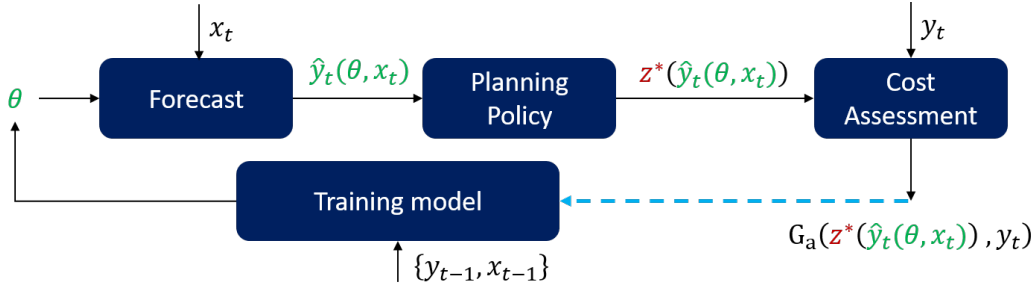 x_t
y_t
θ
Forecast
ŷ_t(θ, x_t)
Planning
Policy
z*(ŷ_t(θ, x_t))
Cost
Assessment
Training model
G_a(z*(ŷ_t(θ, x_t)) , y_t)
{y_{t−1}, x_{t−1}}